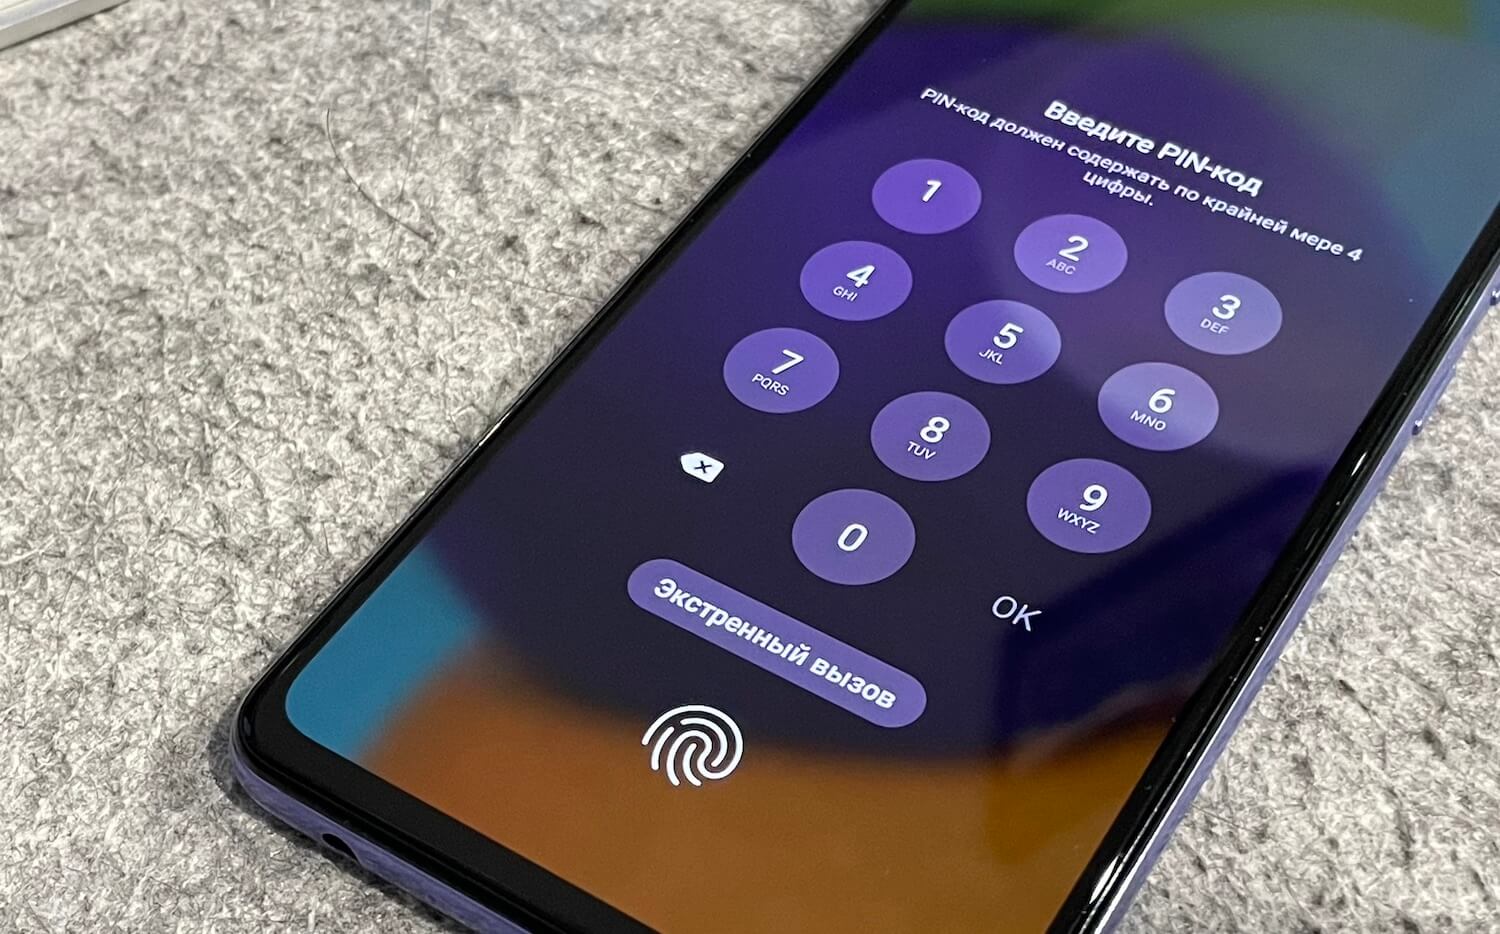 Введите PIN-код
PIN-код должен содержать по крайней мере 4
цифры.
1
2
ABC
3
DEF
4
GHI
5
JKL
6
MNO
7
PQRS
8
TUV
9
WXYZ
0
OK
Экстренный вызов